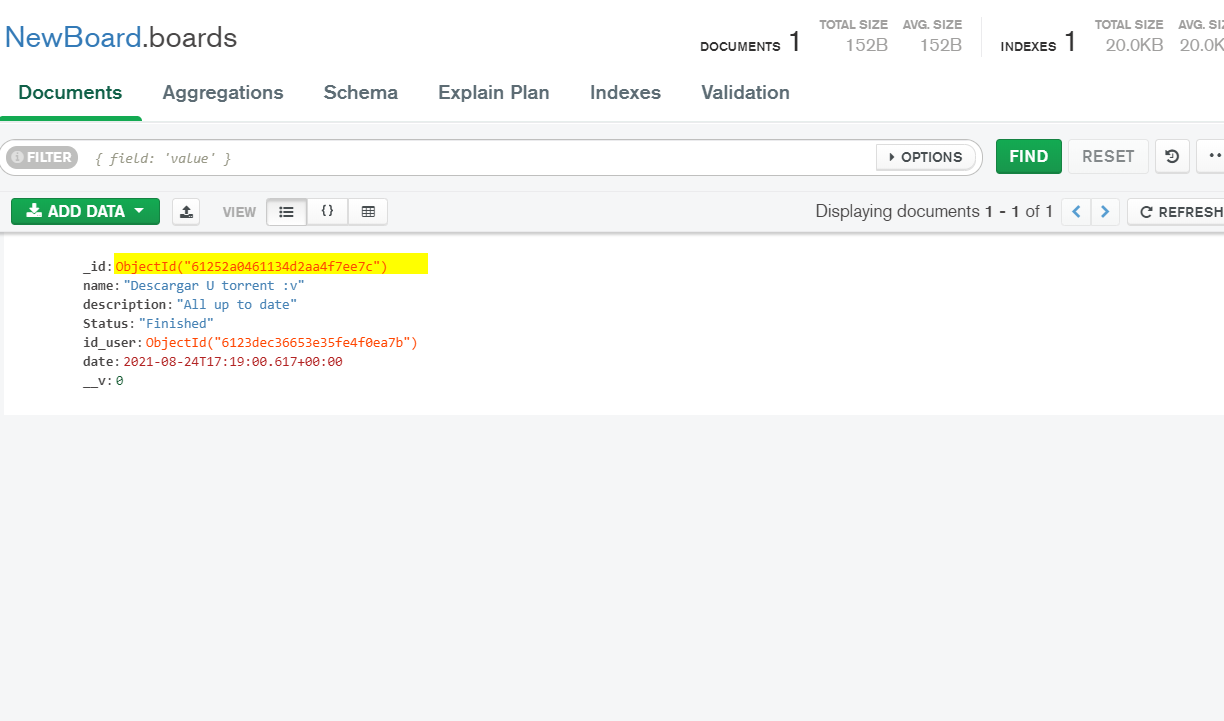 NewBoard.boards
DOCUMENTS 1 TOTAL SIZE 152B AVG. SIZE 152B INDEXES 1 TOTAL SIZE 20.0KB AVG. SIZ 20.0K
Documents Aggregations Schema Explain Plan Indexes Validation
FILTER { field: 'value' } OPTIONS FIND RESET
ADD DATA VIEW {} Displaying documents 1 - 1 of 1 REFRESH
_id: ObjectId("61252a0461134d2aa4f7ee7c")
name: "Descargar U torrent :v"
description: "All up to date"
Status: "Finished"
id_user: ObjectId("6123dec36653e35fe4f0ea7b")
date: 2021-08-24T17:19:00.617+00:00
__v: 0